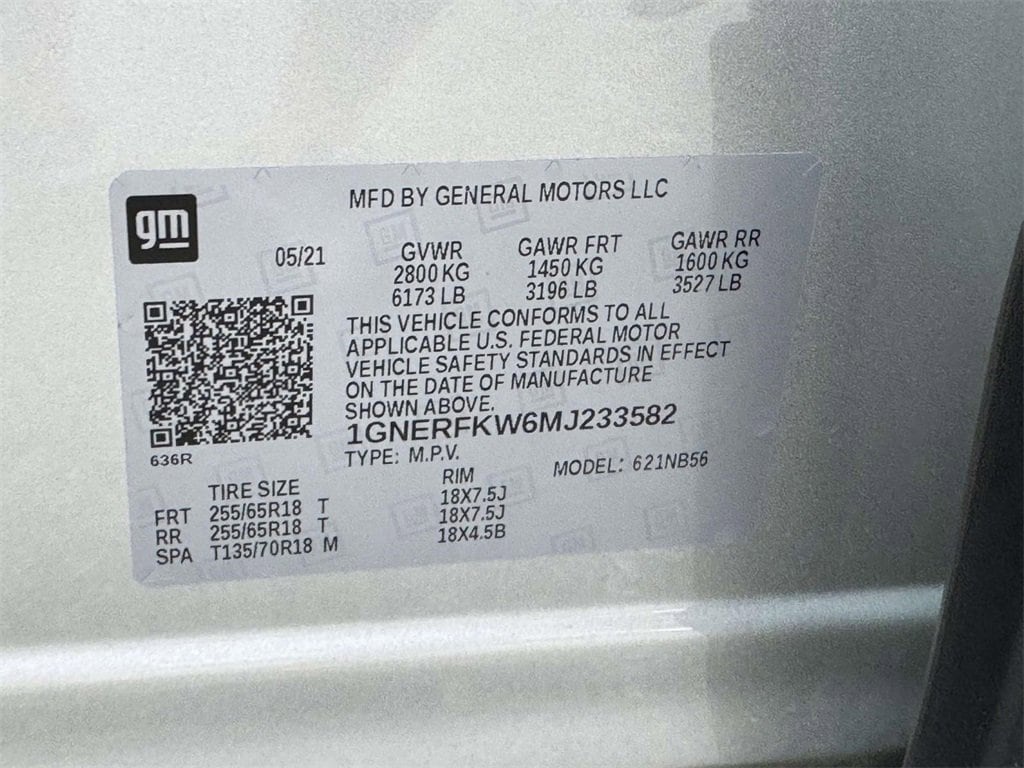 gm
MFD BY GENERAL MOTORS LLC
05/21 GVWR GAWR FRT GAWR RR
2800 KG 1450 KG 1600 KG
6173 LB 3196 LB 3527 LB
THIS VEHICLE CONFORMS TO ALL
APPLICABLE U.S. FEDERAL MOTOR
VEHICLE SAFETY STANDARDS IN EFFECT
ON THE DATE OF MANUFACTURE
SHOWN ABOVE.
1GNERFKW6MJ233582
636R
TYPE: M.P.V. MODEL: 621NB56
TIRE SIZE RIM
FRT 255/65R18 T 18X7.5J
RR 255/65R18 T 18X7.5J
SPA T135/70R18 M 18X4.5B